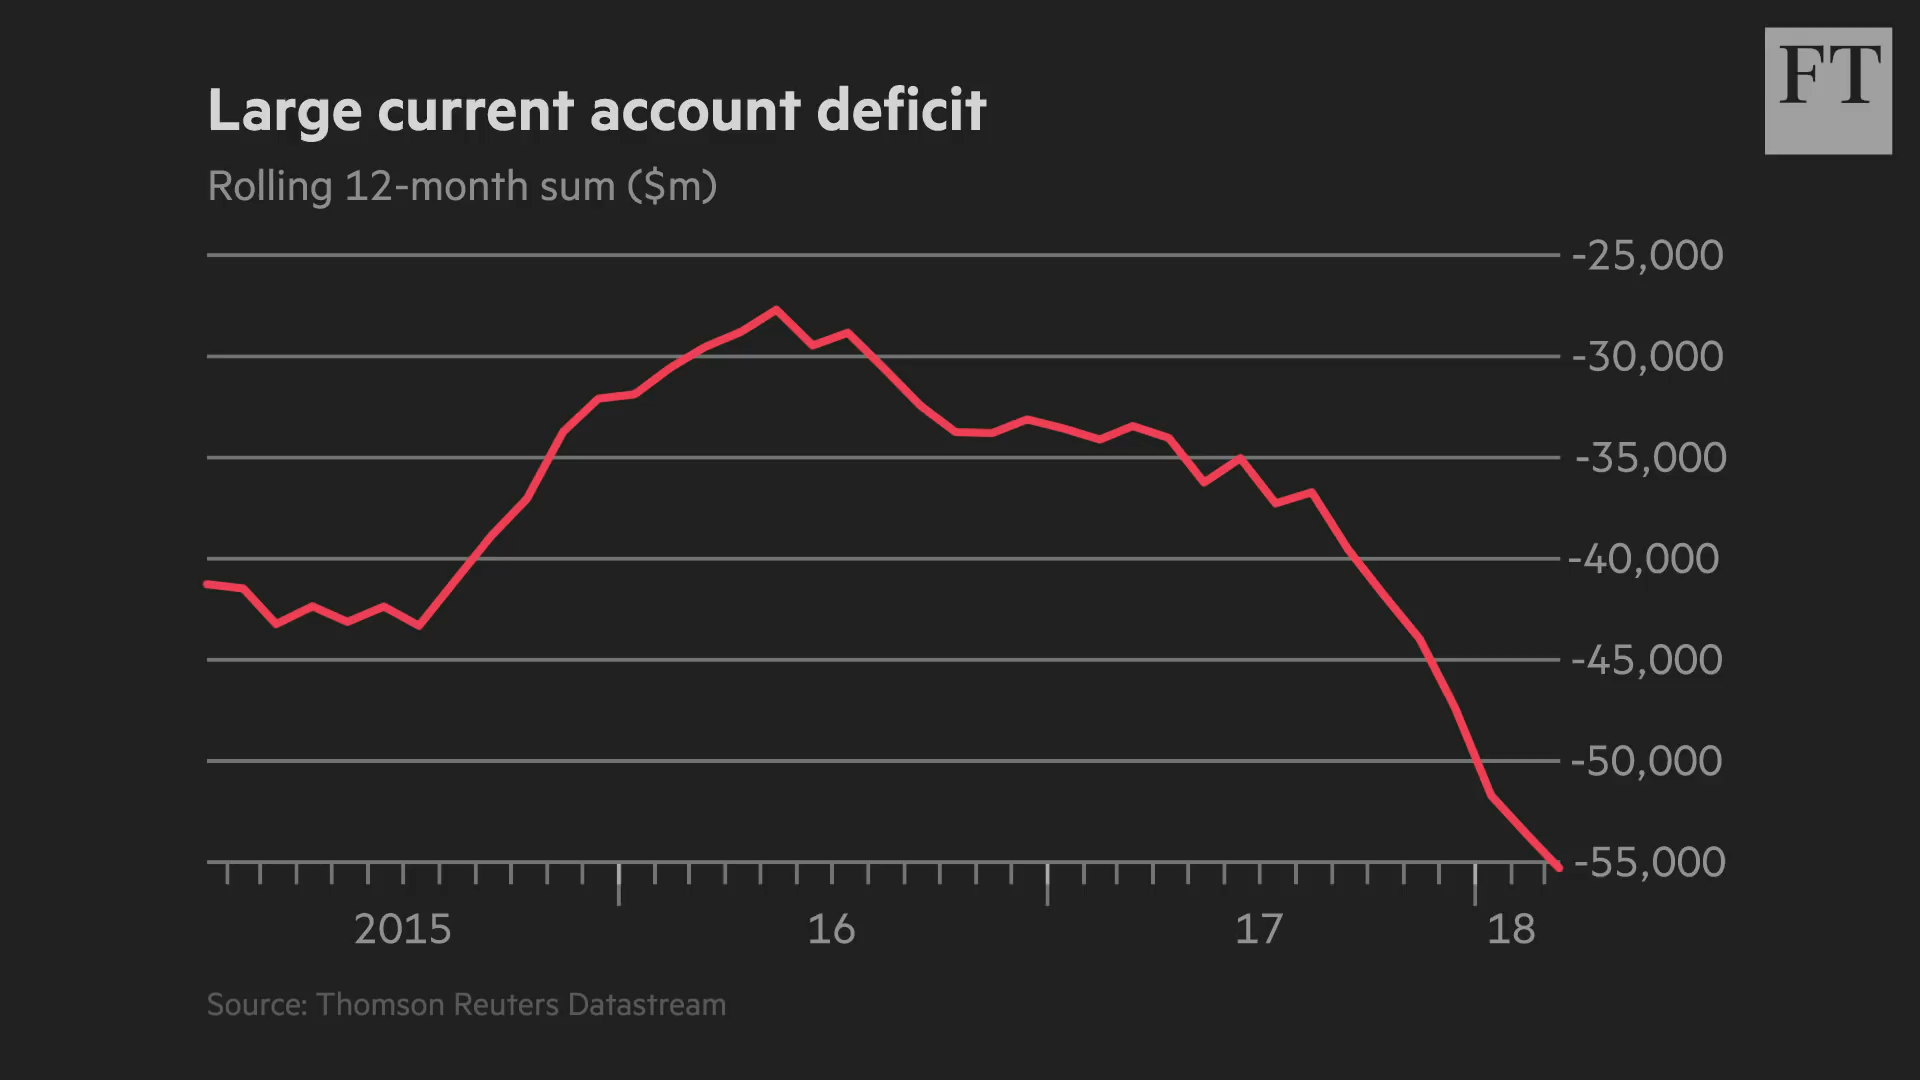 FT
Large current account deficit
Rolling 12-month sum ($m)
-25,000
-30,000
-35,000
-40,000
-45,000
-50,000
-55,000
2015 16 17 18
Source: Thomson Reuters Datastream